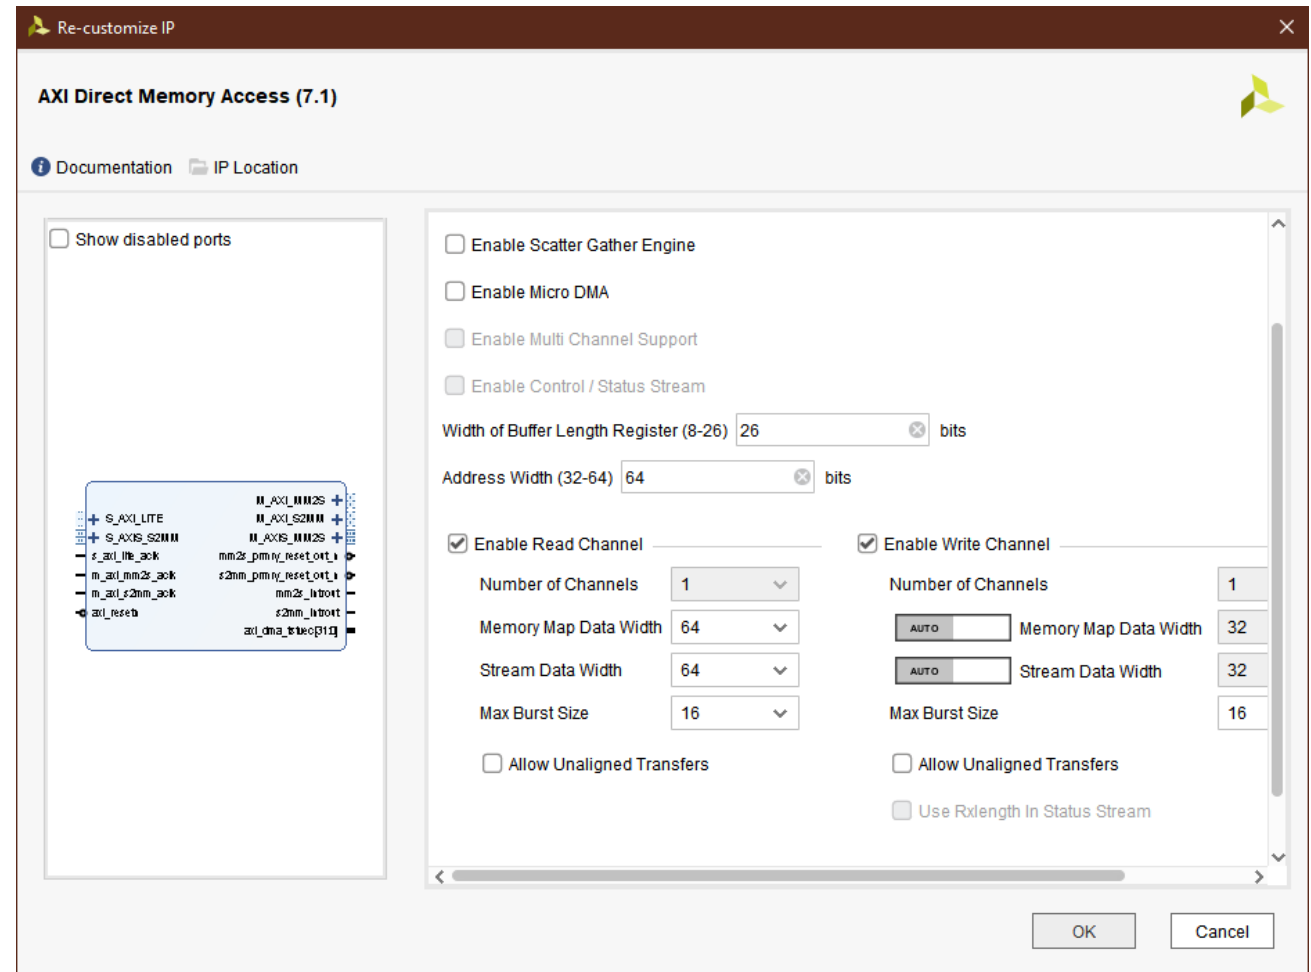 Re-customize IP
AXI Direct Memory Access (7.1)
Documentation IP Location
Show disabled ports
M_AXI_MM2S
S_AXI_LITE M_AXI_S2MM
S_AXIS_S2MM M_AXIS_MM2S
s_axi_lite_aclk mm2s_prmry_reset_out_n
m_axi_mm2s_aclk s2mm_prmry_reset_out_n
m_axi_s2mm_aclk mm2s_introut
axi_resetn s2mm_introut
axi_dma_tstvec[31:0]
Enable Scatter Gather Engine
Enable Micro DMA
Enable Multi Channel Support
Enable Control / Status Stream
Width of Buffer Length Register (8-26) 26 bits
Address Width (32-64) 64 bits
Enable Read Channel Enable Write Channel
Number of Channels 1 Number of Channels 1
Memory Map Data Width 64 AUTO Memory Map Data Width 32
Stream Data Width 64 AUTO Stream Data Width 32
Max Burst Size 16 Max Burst Size 16
Allow Unaligned Transfers Allow Unaligned Transfers
Use Rxlength In Status Stream
OK Cancel